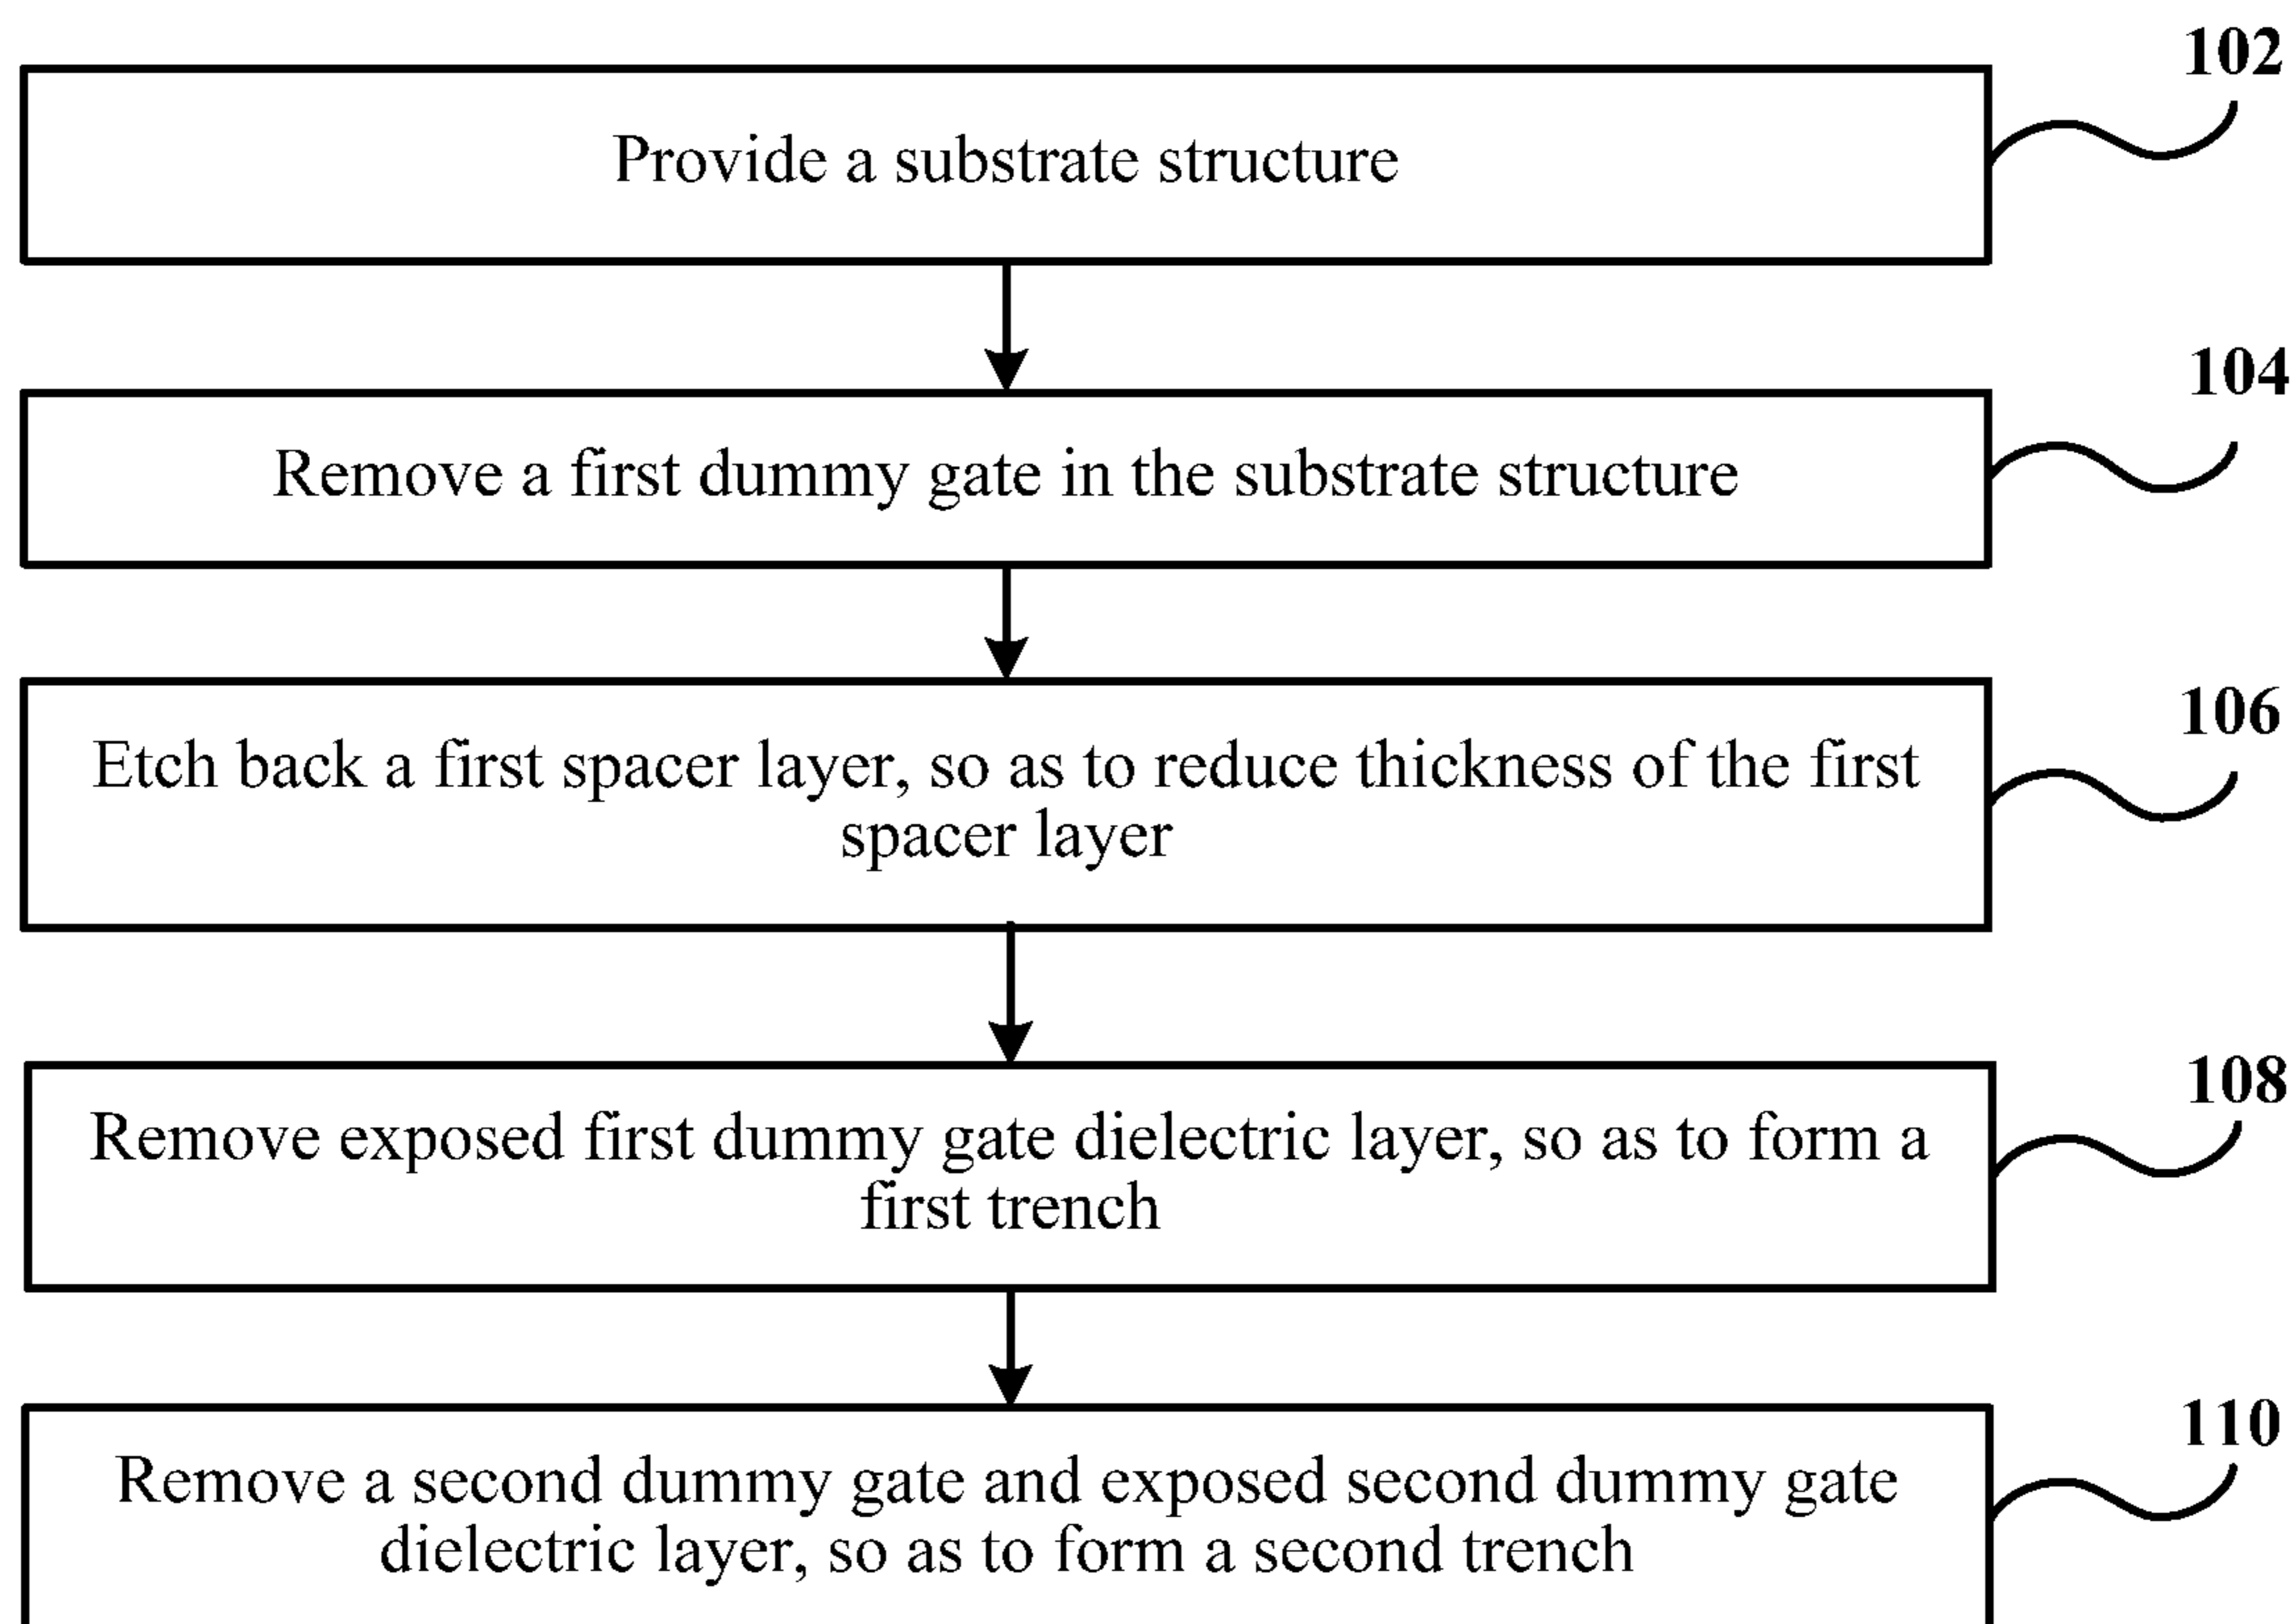 102
Provide a substrate structure
104
Remove a first dummy gate in the substrate structure
106
Etch back a first spacer layer, so as to reduce thickness of the first
spacer layer
108
Remove exposed first dummy gate dielectric layer, so as to form a
first trench
110
Remove a second dummy gate and exposed second dummy gate
dielectric layer, so as to form a second trench